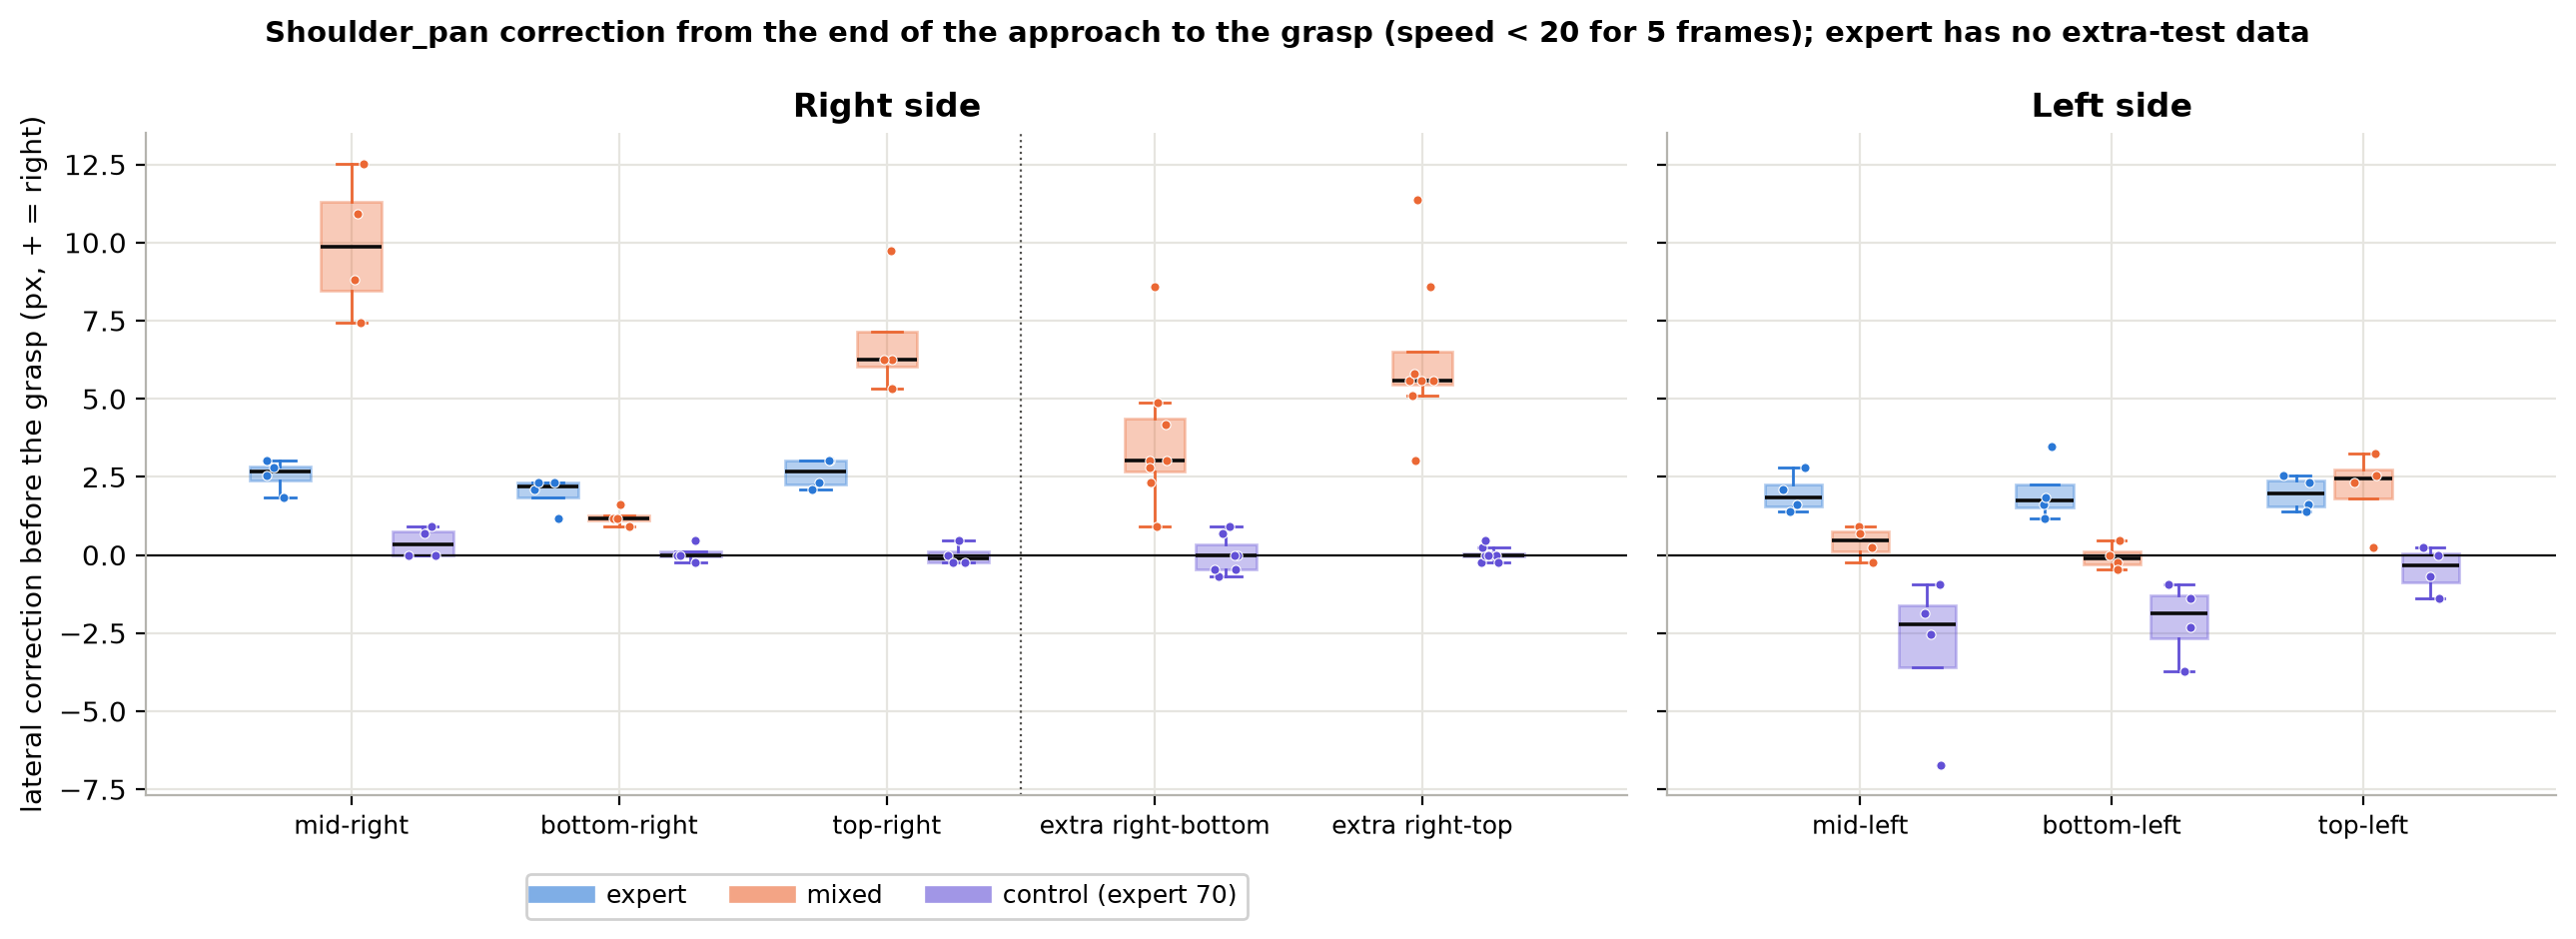 Shoulder_pan correction from the end of the approach to the grasp (speed < 20 for 5 frames); expert has no extra-test data
Right side
Left side
lateral correction before the grasp (px, + = right)
12.5
10.0
7.5
5.0
2.5
0.0
−2.5
−5.0
−7.5
mid-right
bottom-right
top-right
extra right-bottom
extra right-top
mid-left
bottom-left
top-left
expert
mixed
control (expert 70)